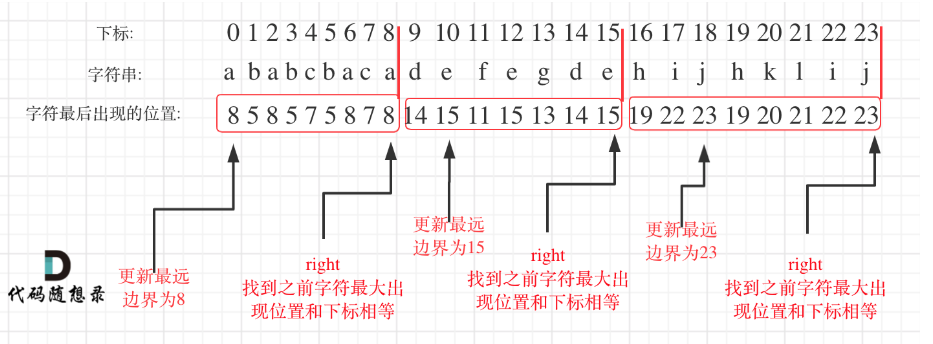 下标: 0 1 2 3 4 5 6 7 8 9 10 11 12 13 14 15 16 17 18 19 20 21 22 23
字符串: a b a b c b a c a d e f e g d e h i j h k l i j
字符最后出现的位置: 8 5 8 5 7 5 8 7 8 14 15 11 15 13 14 15 19 22 23 19 20 21 22 23
更新最远
边界为8
right
找到之前字符最大出
现位置和下标相等
更新最远
边界为15
right
找到之前字符最大出
现位置和下标相等
更新最远
边界为23
right
找到之前字符最大出
现位置和下标相等
代码随想录